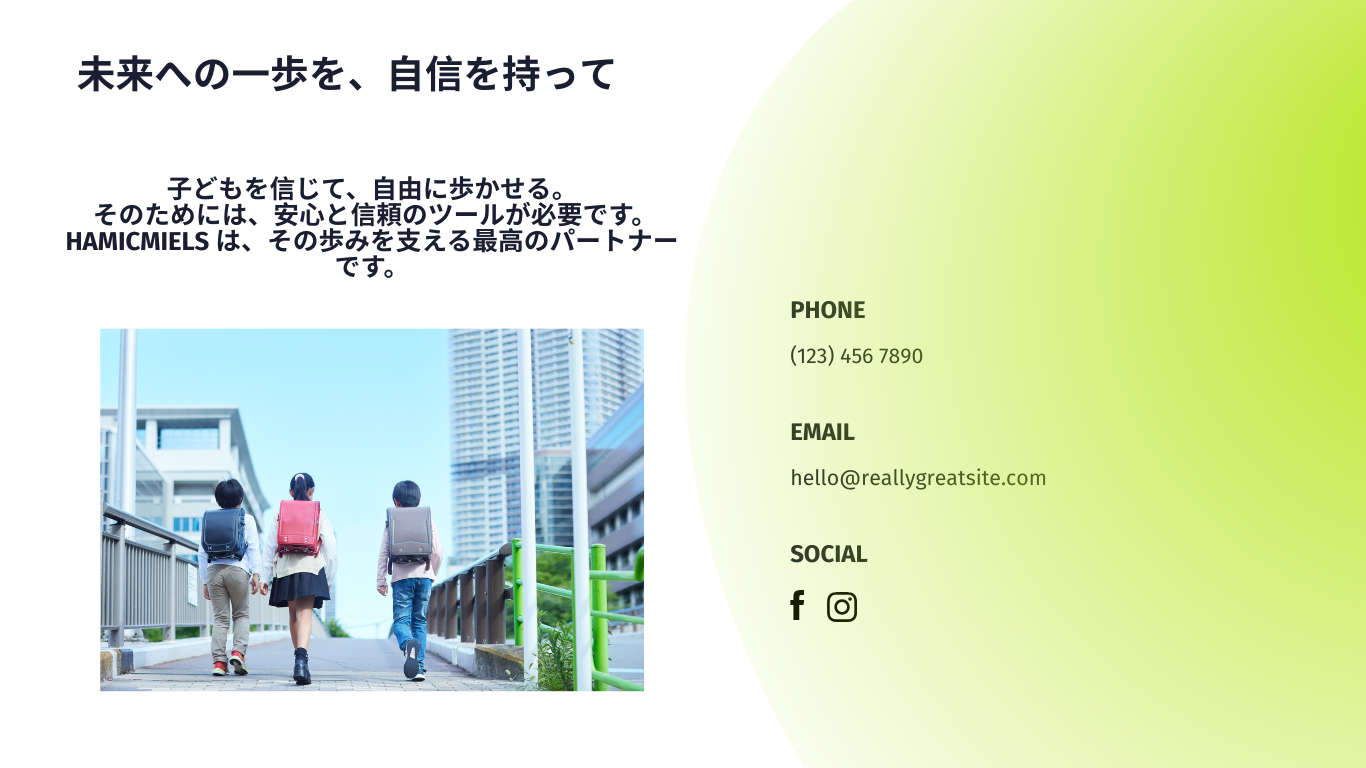 未来への一歩を、自信を持って
子どもを信じて、自由に歩かせる。
そのためには、安心と信頼のツールが必要です。
HAMICMIELS は、その歩みを支える最高のパートナー
です。
PHONE
(123) 456 7890
EMAIL
hello@reallygreatsite.com
SOCIAL